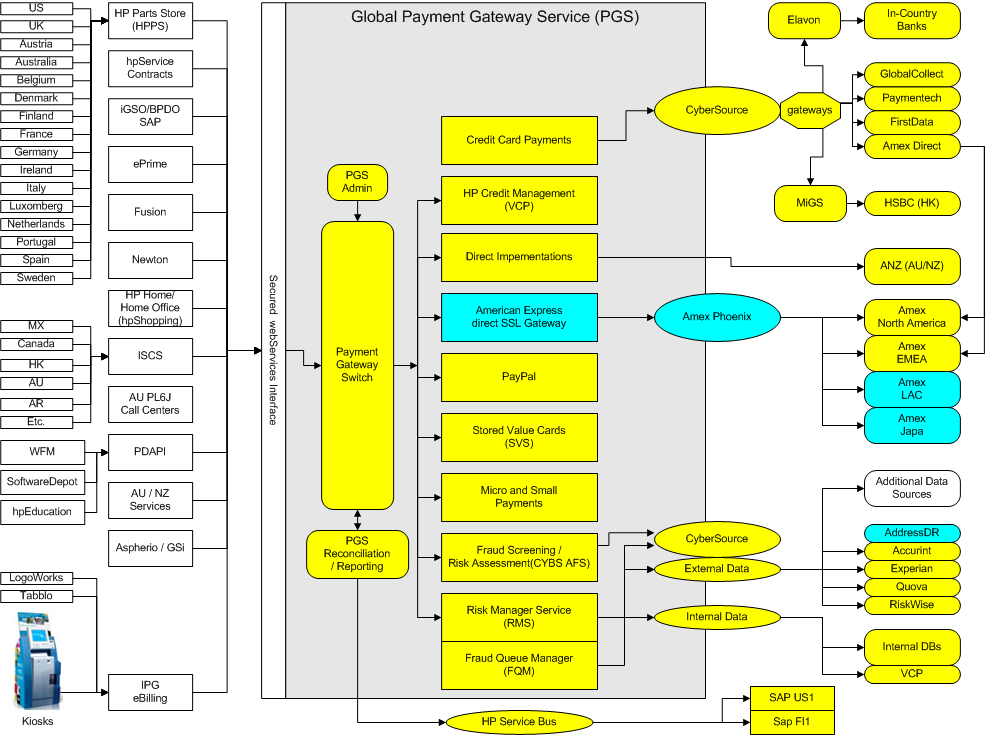 Global Payment Gateway Service (PGS)
US
UK
Austria
Australia
Belgium
Denmark
Finland
France
Germany
Ireland
Italy
Luxomberg
Netherlands
Portugal
Spain
Sweden
MX
Canada
HK
AU
AR
Etc.
WFM
SoftwareDepot
hpEducation
LogoWorks
Tabblo
Kiosks
HP Parts Store
(HPPS)
hpService
Contracts
iGSO/BPDO
SAP
ePrime
Fusion
Newton
HP Home/
Home Office
(hpShopping)
ISCS
AU PL6J
Call Centers
PDAPI
AU / NZ
Services
Aspherio / GSi
IPG
eBilling
Secured webServices Interface
PGS
Admin
Payment
Gateway
Switch
PGS
Reconciliation
/ Reporting
Credit Card Payments
HP Credit Management
(VCP)
Direct Impementations
American Express
direct SSL Gateway
PayPal
Stored Value Cards
(SVS)
Micro and Small
Payments
Fraud Screening /
Risk Assessment(CYBS AFS)
Risk Manager Service
(RMS)
Fraud Queue Manager
(FQM)
CyberSource
Amex Phoenix
CyberSource
External Data
Internal Data
HP Service Bus
Elavon
gateways
MiGS
In-Country
Banks
GlobalCollect
Paymentech
FirstData
Amex Direct
HSBC (HK)
ANZ (AU/NZ)
Amex
North America
Amex
EMEA
Amex
LAC
Amex
Japa
Additional Data
Sources
AddressDR
Accurint
Experian
Quova
RiskWise
Internal DBs
VCP
SAP US1
Sap FI1